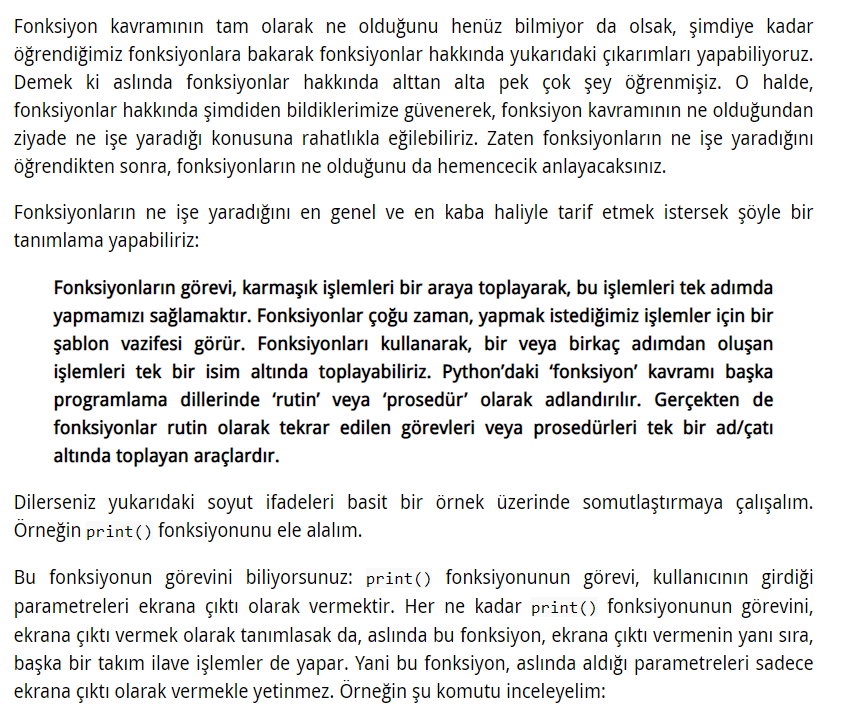 Fonksiyon kavramının tam olarak ne olduğunu henüz bilmiyor da olsak, şimdiye kadar
öğrendiğimiz fonksiyonlara bakarak fonksiyonlar hakkında yukarıdaki çıkarımları yapabiliyoruz.
Demek ki aslında fonksiyonlar hakkında alttan alta pek çok şey öğrenmişiz. O halde,
fonksiyonlar hakkında şimdiden bildiklerimize güvenerek, fonksiyon kavramının ne olduğundan
ziyade ne işe yaradığı konusuna rahatlıkla eğilebiliriz. Zaten fonksiyonların ne işe yaradığını
öğrendikten sonra, fonksiyonların ne olduğunu da hemencecik anlayacaksınız.
Fonksiyonların ne işe yaradığını en genel ve en kaba haliyle tarif etmek istersek şöyle bir
tanımlama yapabiliriz:
Fonksiyonların görevi, karmaşık işlemleri bir araya toplayarak, bu işlemleri tek adımda
yapmamızı sağlamaktır. Fonksiyonlar çoğu zaman, yapmak istediğimiz işlemler için bir
şablon vazifesi görür. Fonksiyonları kullanarak, bir veya birkaç adımdan oluşan
işlemleri tek bir isim altında toplayabiliriz. Python’daki ‘fonksiyon’ kavramı başka
programlama dillerinde ‘rutin’ veya ‘prosedür’ olarak adlandırılır. Gerçekten de
fonksiyonlar rutin olarak tekrar edilen görevleri veya prosedürleri tek bir ad/çatı
altında toplayan araçlardır.
Dilerseniz yukarıdaki soyut ifadeleri basit bir örnek üzerinde somutlaştırmaya çalışalım.
Örneğin print() fonksiyonunu ele alalım.
Bu fonksiyonun görevini biliyorsunuz: print() fonksiyonunun görevi, kullanıcının girdiği
parametreleri ekrana çıktı olarak vermektir. Her ne kadar print() fonksiyonunun görevini,
ekrana çıktı vermek olarak tanımlasak da, aslında bu fonksiyon, ekrana çıktı vermenin yanı sıra,
başka bir takım ilave işlemler de yapar. Yani bu fonksiyon, aslında aldığı parametreleri sadece
ekrana çıktı olarak vermekle yetinmez. Örneğin şu komutu inceleyelim: